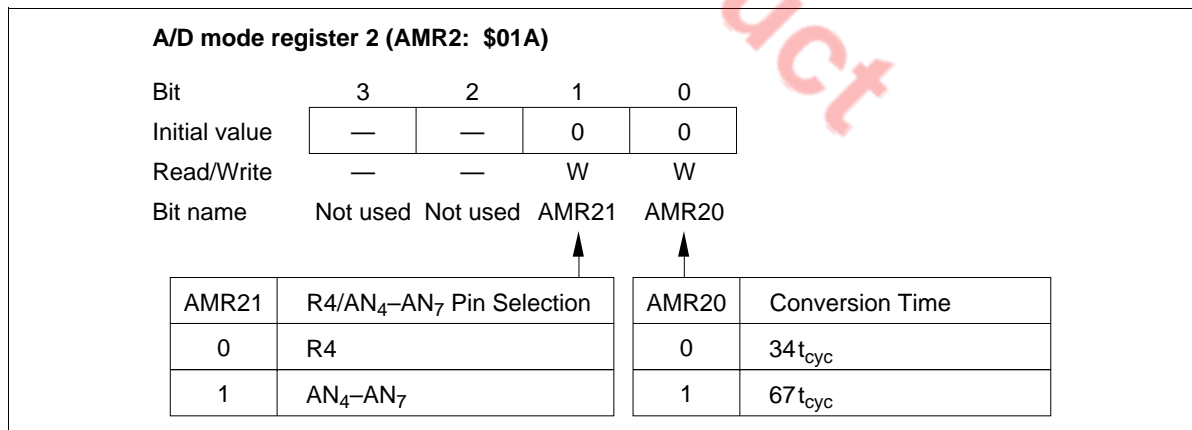 A/D mode register 2 (AMR2: $01A)
Bit 3 2 1 0
Initial value — — 0 0
Read/Write — — W W
Bit name Not used Not used AMR21 AMR20
AMR21 R4/AN4–AN7 Pin Selection AMR20 Conversion Time
0 R4 0 34tcyc
1 AN4–AN7 1 67tcyc